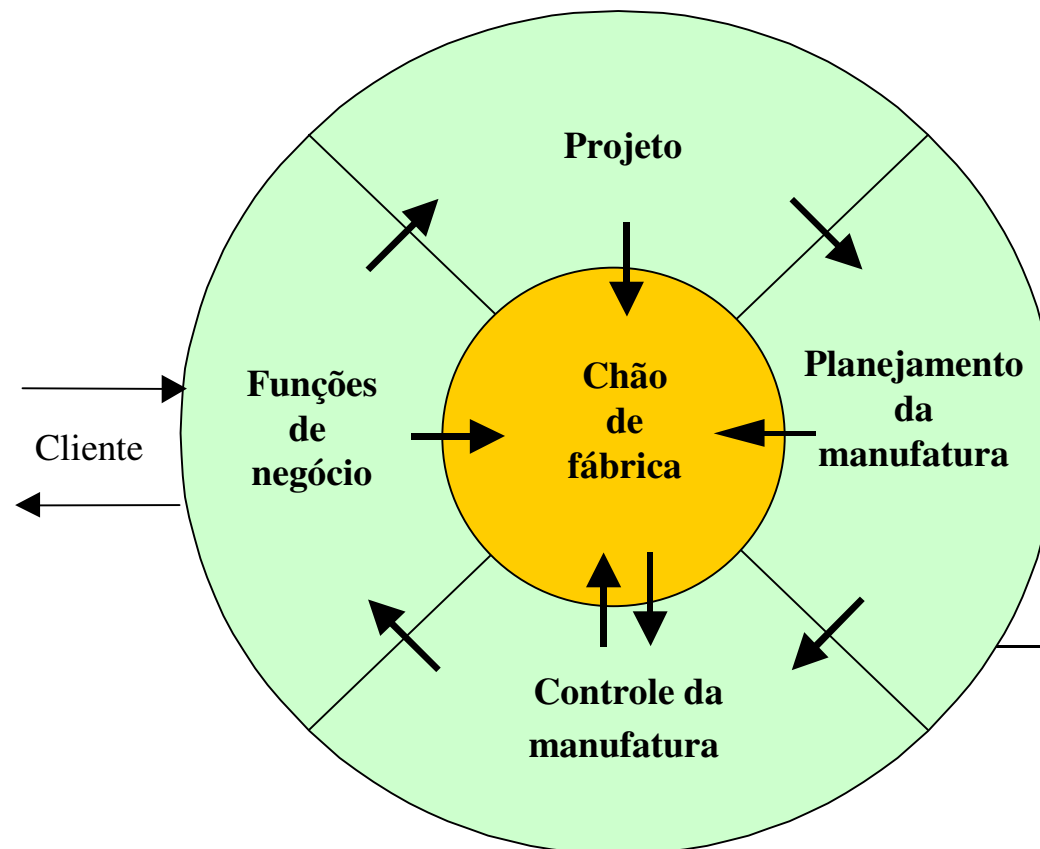 Projeto
Funções
de
negócio
Chão
de
fábrica
Planejamento
da
manufatura
Cliente
Controle da
manufatura